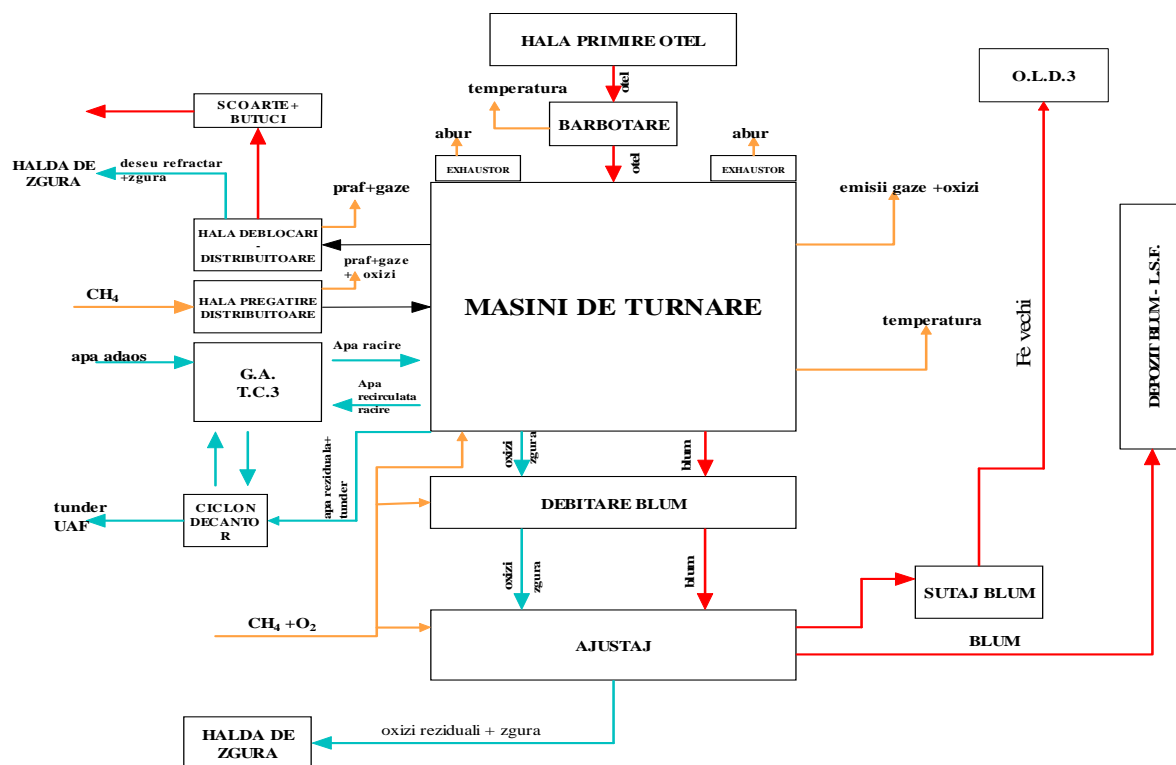 HALA PRIMIRE OTEL
otel
O.L.D.3
temperatura
SCOARTE+
BUTUCI
BARBOTARE
abur
abur
otel
HALDA DE
ZGURA
deseu refractar
+zgura
EXHAUSTOR
EXHAUSTOR
praf+gaze
emisii gaze +oxizi
HALA DEBLOCARI
-
DISTRIBUITOARE
praf+gaze
+ oxizi
CH4
HALA PREGATIRE
DISTRIBUITOARE
MASINI DE TURNARE
temperatura
Fe vechi
DEPOZIT BLUM - L.S.F.
apa adaos
Apa racire
G.A.
T.C.3
Apa
recirculata
racire
apa reziduala+
tunder
oxizi
zgura
blum
tunder
UAF
CICLON
DECANTO
R
DEBITARE BLUM
oxizi
zgura
blum
SUTAJ BLUM
CH4 +O2
AJUSTAJ
BLUM
HALDA DE
ZGURA
oxizi reziduali + zgura